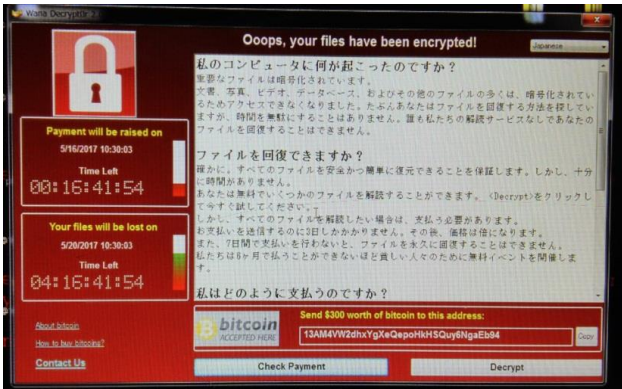 Wana Decrypt0r 2
Ooops, your files have been encrypted!
Japanese
Payment will be raised on
5/16/2017 10:30:03
Time Left
00:16:41:54
Your files will be lost on
5/20/2017 10:30:03
Time Left
04:16:41:54
About bitcoin
How to buy bitcoins?
Contact Us
私のコンピュータに何が起こったのですか？
重要なファイルは暗号化されています。
文書、写真、ビデオ、データベース、およびその他のファイルの多くは、暗号化されてい
るためアクセスできなくなりました。たぶんあなたはファイルを回復する方法を探してい
ますが、時間を無駄にすることはありません。誰も私たちの解読サービスなしであなたの
ファイルを回復することはできません。
ファイルを回復できますか？
確かに。すべてのファイルを安全かつ簡単に復元できることを保証します。しかし、十分
に時間がありません。
あなたは無料でいくつかのファイルを解読することができます。 〈Decrypt〉をクリックし
て今すぐ試してください。
しかし、すべてのファイルを解読したい場合は、支払う必要があります。
お支払いを送信するのに3日しかかかりません。その後、価格は倍になります。
また、7日間で支払いを行わないと、ファイルを永久に回復することはできません。
私たちは6ヶ月で払うことができないほど貧しい人々のために無料イベントを開催しま
す。
私はどのように支払うのですか？
bitcoin
ACCEPTED HERE
Send $300 worth of bitcoin to this address:
13AM4VW2dhxYgXeQepoHkHSQuy6NgaEb94
Copy
Check Payment
Decrypt